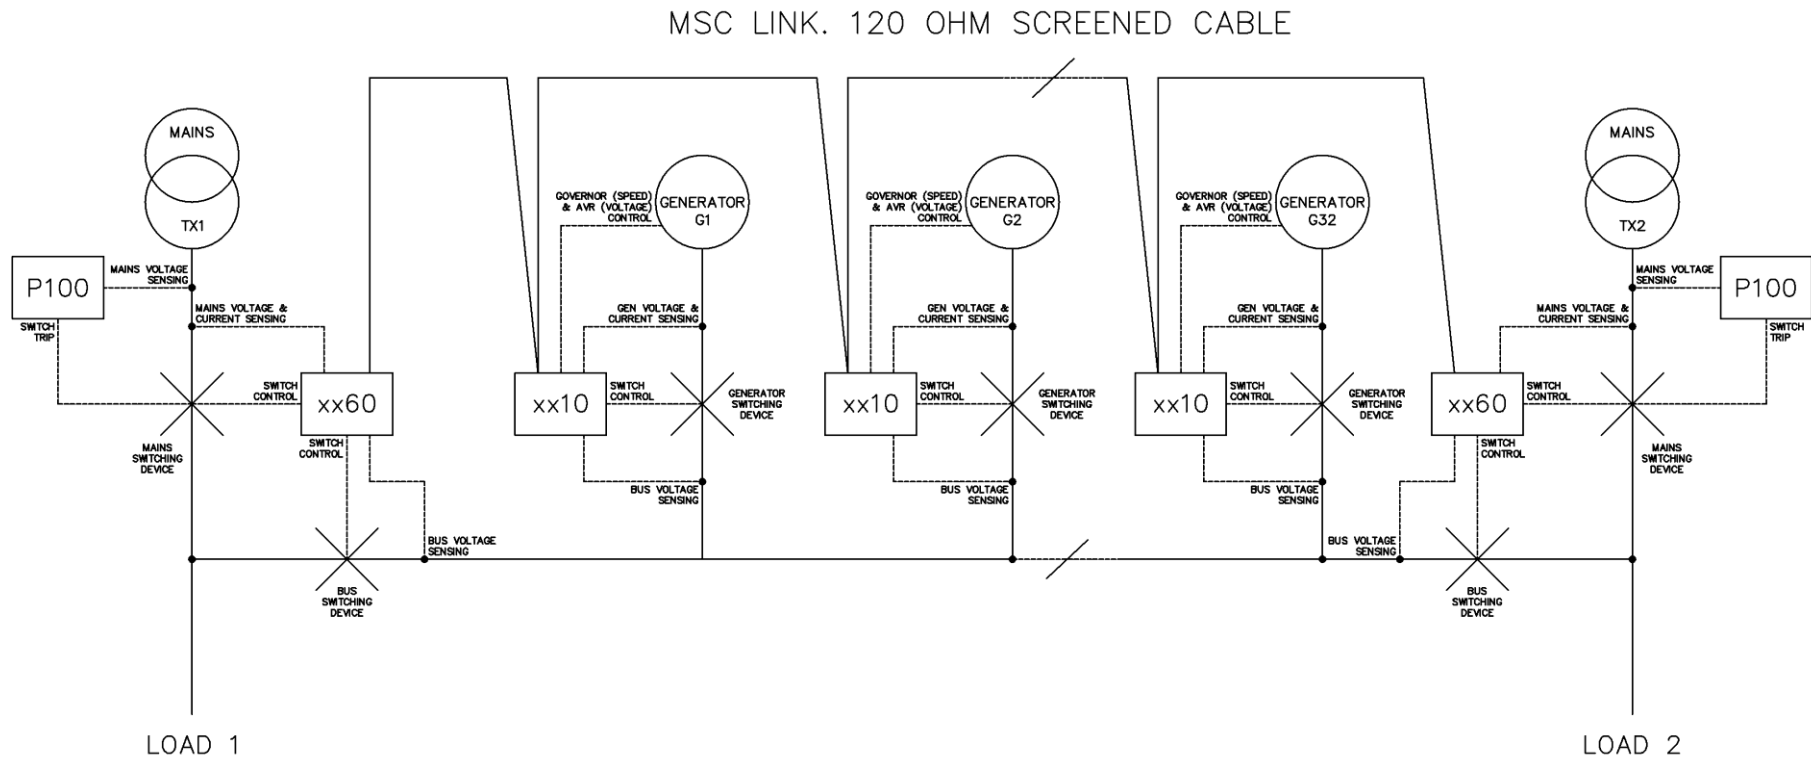 MSC LINK. 120 OHM SCREENED CABLE
MAINS
TX1
P100
MAINS VOLTAGE
SENSING
SWITCH
TRIP
MAINS VOLTAGE &
CURRENT SENSING
SWITCH
CONTROL
xx60
MAINS
SWITCHING
DEVICE
SWITCH
CONTROL
BUS VOLTAGE
SENSING
BUS
SWITCHING
DEVICE
LOAD 1
GOVERNOR (SPEED)
& AVR (VOLTAGE)
CONTROL
GENERATOR
G1
GEN VOLTAGE &
CURRENT SENSING
xx10
SWITCH
CONTROL
GENERATOR
SWITCHING
DEVICE
BUS VOLTAGE
SENSING
GOVERNOR (SPEED)
& AVR (VOLTAGE)
CONTROL
GENERATOR
G2
GEN VOLTAGE &
CURRENT SENSING
xx10
SWITCH
CONTROL
GENERATOR
SWITCHING
DEVICE
BUS VOLTAGE
SENSING
GOVERNOR (SPEED)
& AVR (VOLTAGE)
CONTROL
GENERATOR
G32
GEN VOLTAGE &
CURRENT SENSING
xx10
SWITCH
CONTROL
GENERATOR
SWITCHING
DEVICE
BUS VOLTAGE
SENSING
MAINS
TX2
MAINS VOLTAGE
SENSING
P100
SWITCH
TRIP
MAINS VOLTAGE &
CURRENT SENSING
xx60
SWITCH
CONTROL
MAINS
SWITCHING
DEVICE
SWITCH
CONTROL
BUS VOLTAGE
SENSING
BUS
SWITCHING
DEVICE
LOAD 2